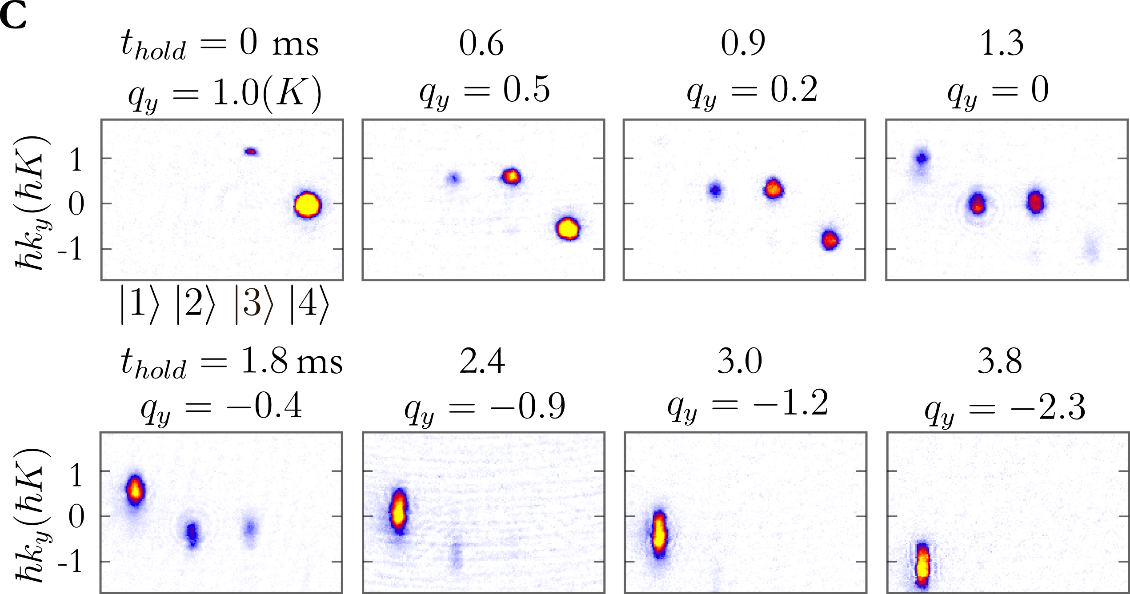 C
t_hold = 0 ms 0.6 0.9 1.3
q_y = 1.0(K) q_y = 0.5 q_y = 0.2 q_y = 0
ħk_y(ħK)
1
0
-1
|1⟩ |2⟩ |3⟩ |4⟩
t_hold = 1.8 ms 2.4 3.0 3.8
q_y = −0.4 q_y = −0.9 q_y = −1.2 q_y = −2.3
ħk_y(ħK)
1
0
-1